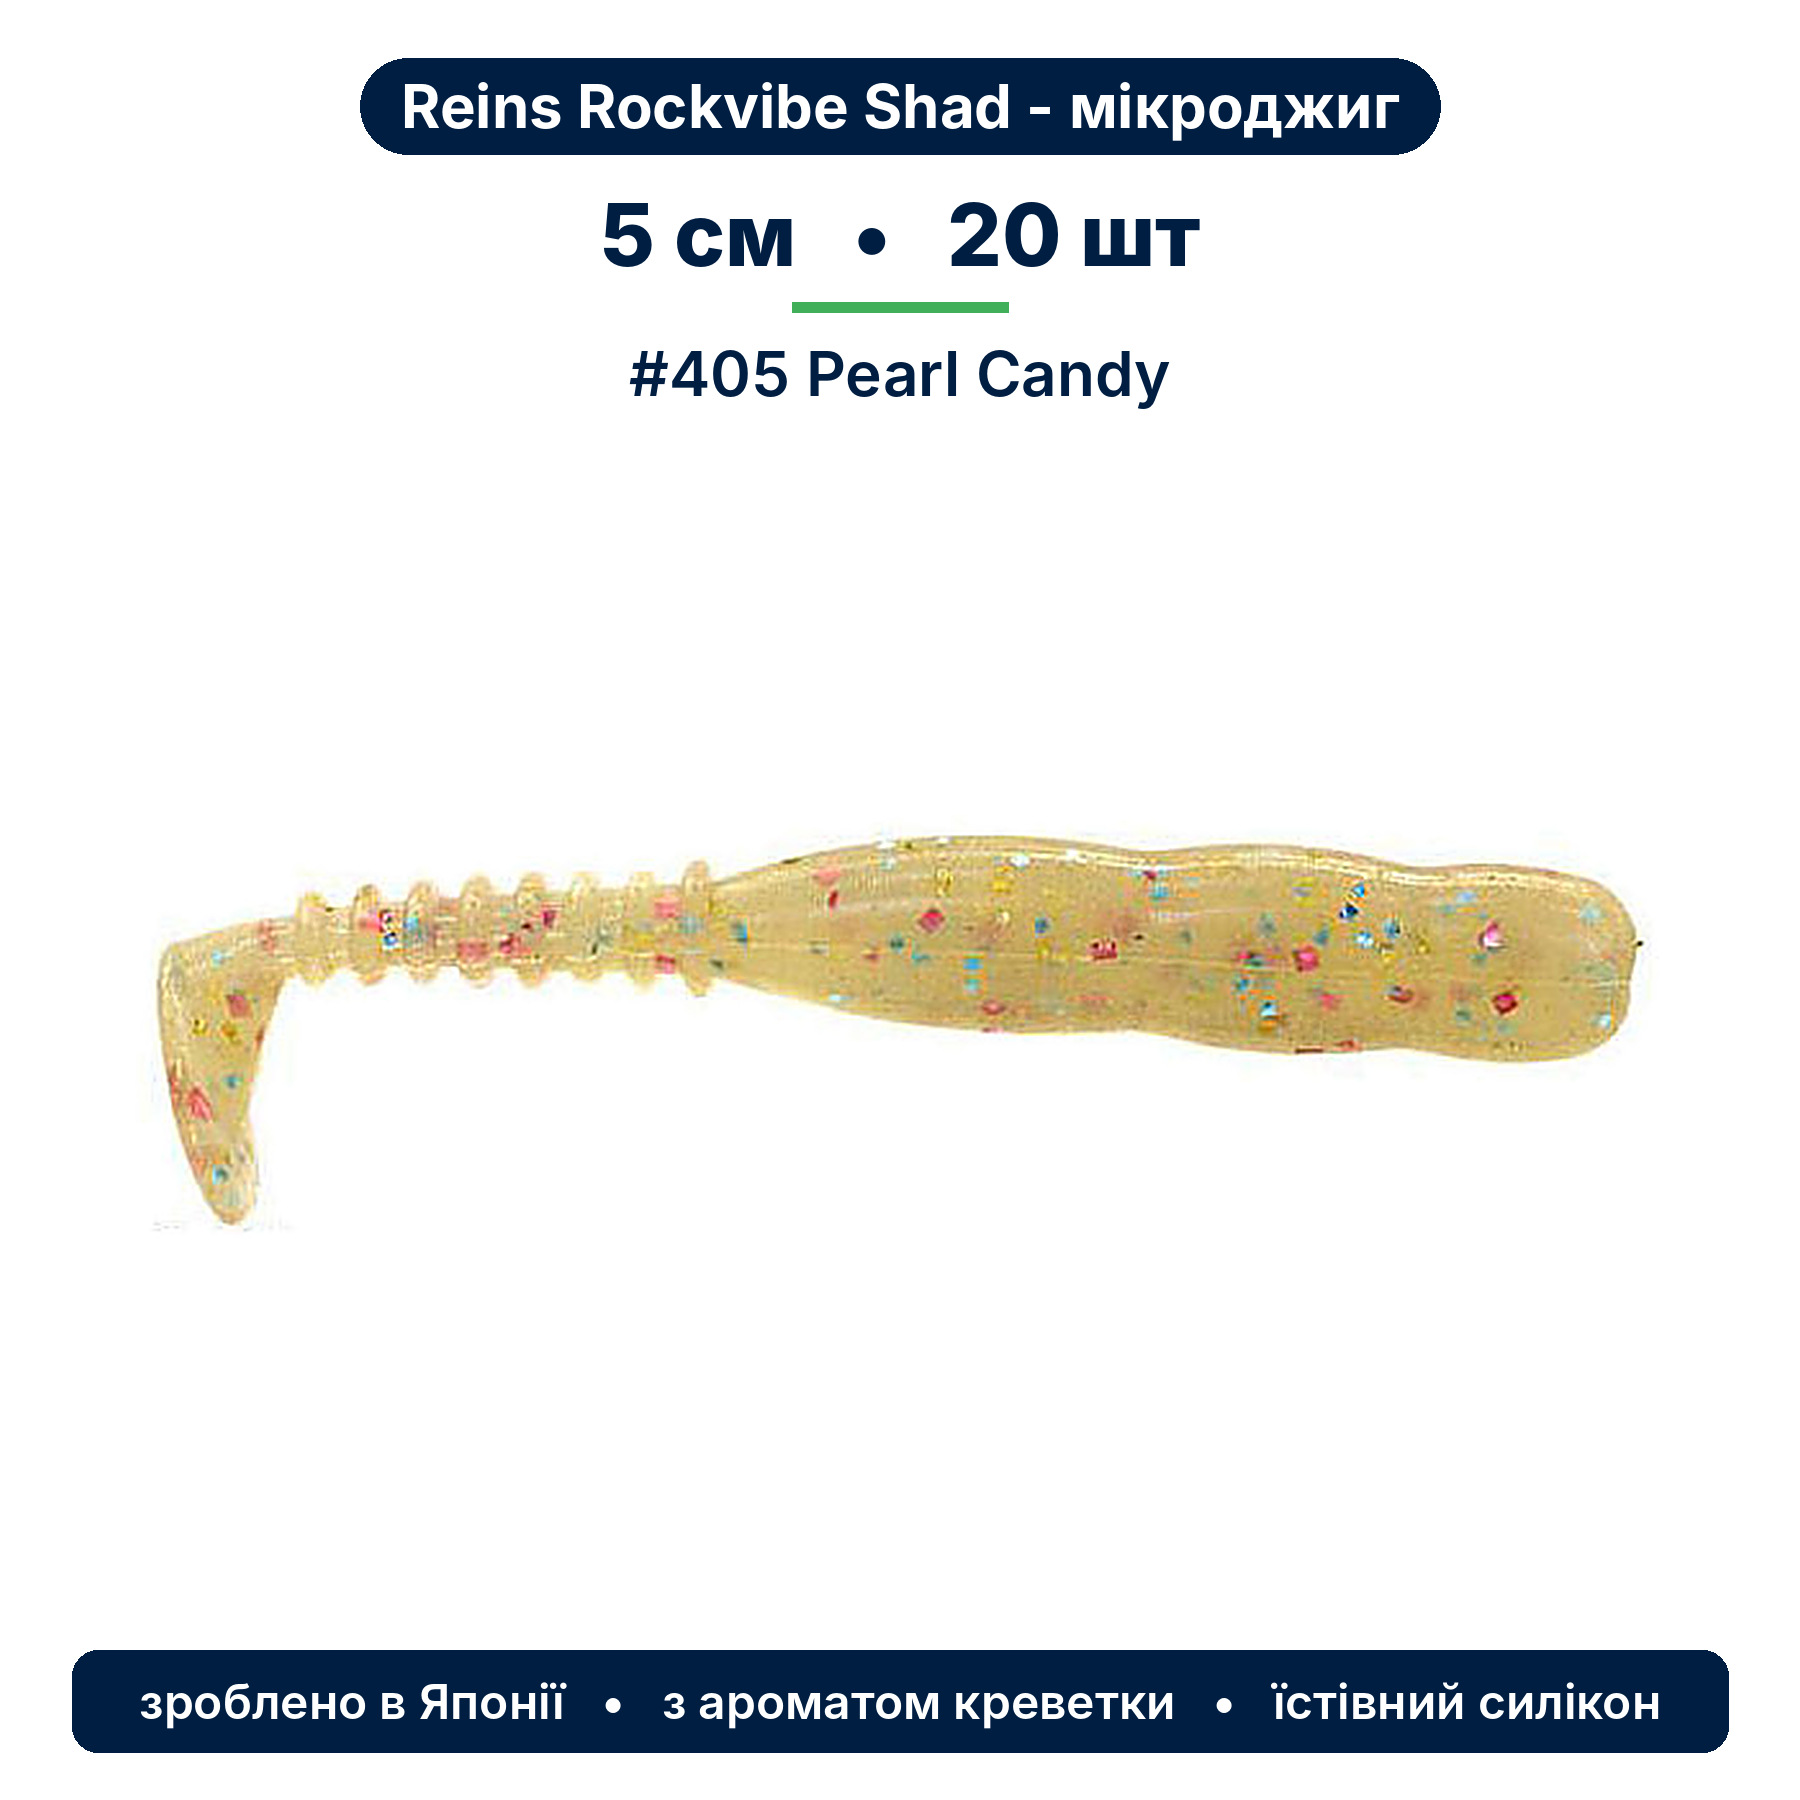 Reins Rockvibe Shad - мікроджиг
5 см • 20 шт
#405 Pearl Candy
зроблено в Японії • з ароматом креветки • їстівний силікон